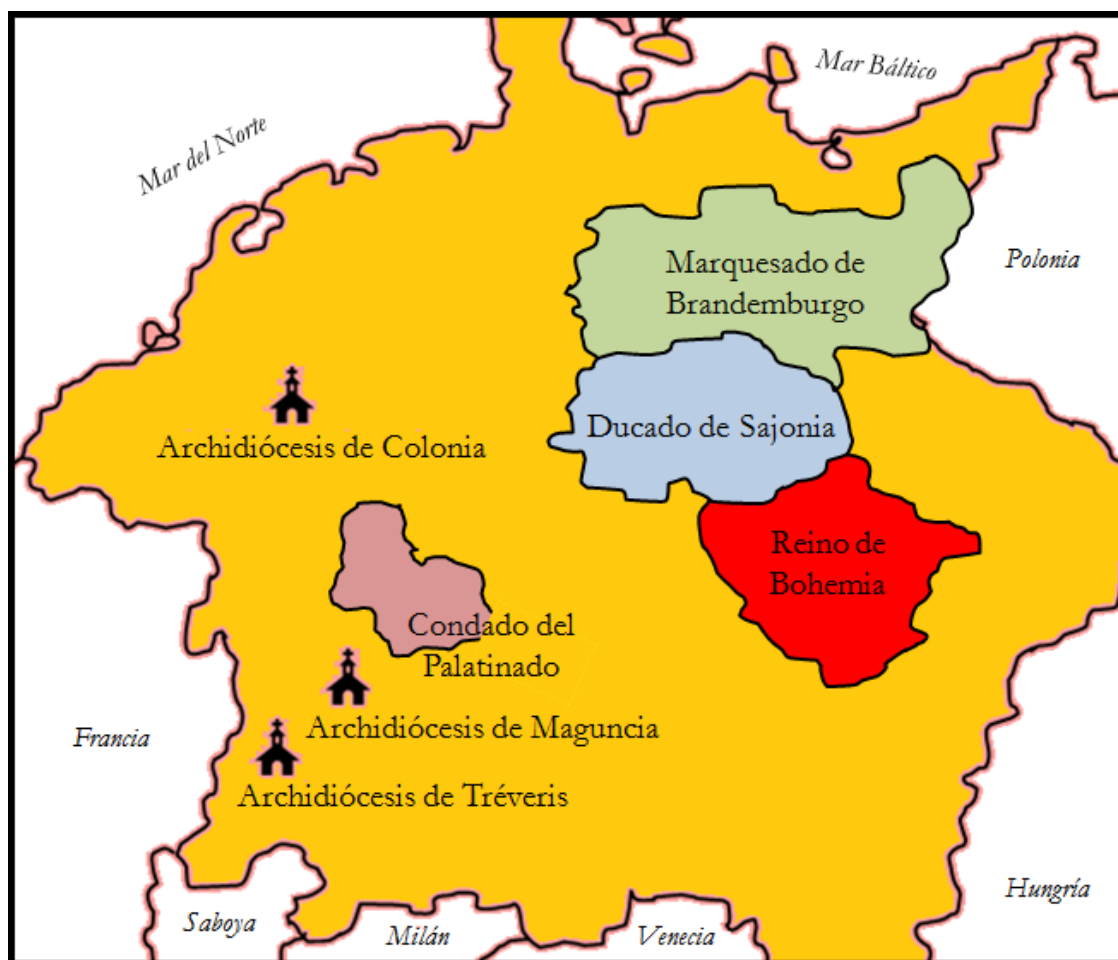 Mar Báltico
Mar del Norte
Marquesado de
Brandemburgo
Polonia
Ducado de Sajonia
Archidiócesis de Colonia
Reino de
Bohemia
Condado del
Palatinado
Archidiócesis de Maguncia
Francia
Archidiócesis de Tréveris
Hungría
Saboya
Milán
Venecia